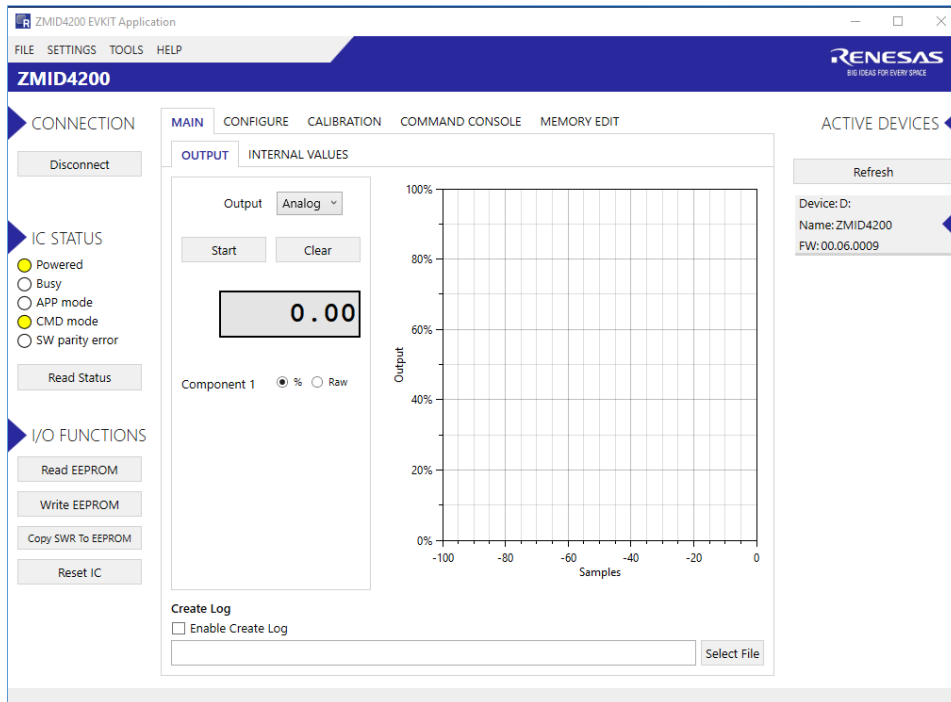 ZMID4200 EVKIT Application
FILE SETTINGS TOOLS HELP
RENESAS
BIG IDEAS FOR EVERY SPACE
ZMID4200
CONNECTION
Disconnect
IC STATUS
Powered
Busy
APP mode
CMD mode
SW parity error
Read Status
I/O FUNCTIONS
Read EEPROM
Write EEPROM
Copy SWR To EEPROM
Reset IC
MAIN CONFIGURE CALIBRATION COMMAND CONSOLE MEMORY EDIT
OUTPUT INTERNAL VALUES
Output Analog
Start Clear
0.00
Component 1 % Raw
100%
80%
60%
40%
20%
0%
Output
-100 -80 -60 -40 -20 0
Samples
Create Log
Enable Create Log
Select File
ACTIVE DEVICES
Refresh
Device: D:
Name: ZMID4200
FW: 00.06.0009